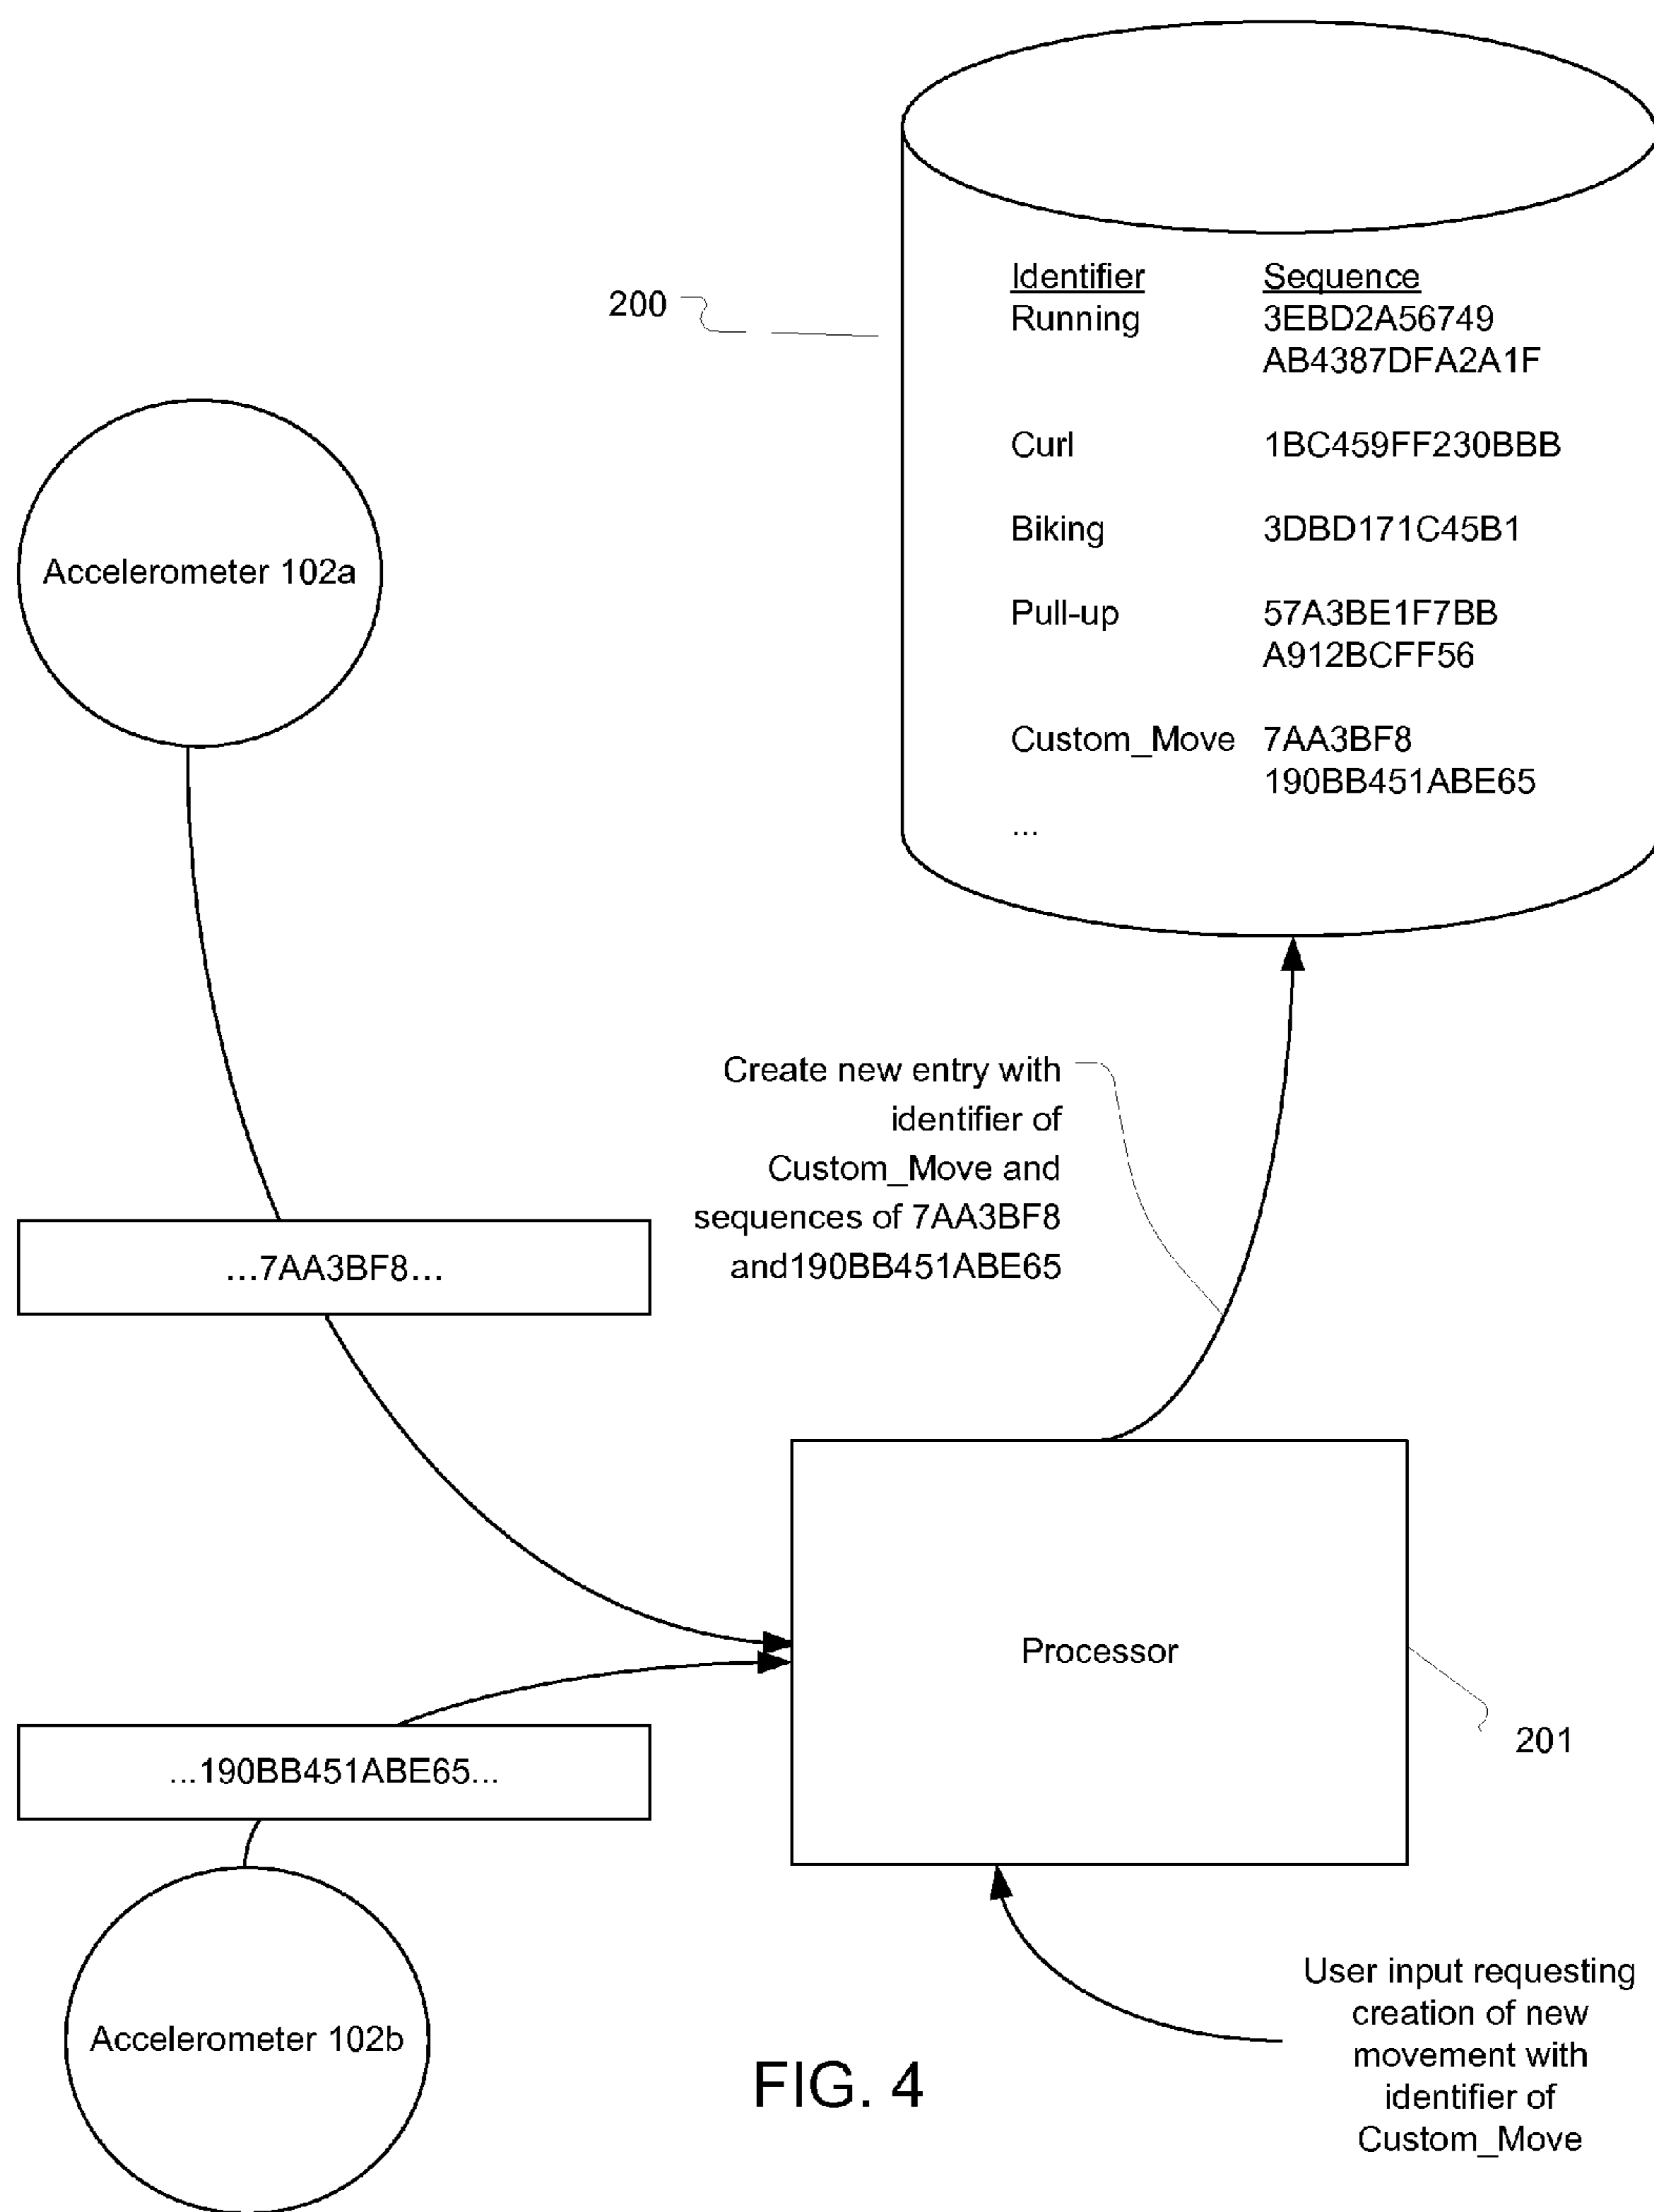 Identifier Sequence
200
Running 3EBD2A56749
AB4387DFA2A1F
Curl 1BC459FF230BBB
Biking 3DBD171C45B1
Pull-up 57A3BE1F7BB
A912BCFF56
Custom_Move 7AA3BF8
190BB451ABE65
...
Accelerometer 102a
Create new entry with
identifier of
Custom_Move and
sequences of 7AA3BF8
and190BB451ABE65
...7AA3BF8...
Processor
201
...190BB451ABE65...
Accelerometer 102b
User input requesting
creation of new
movement with
identifier of
Custom_Move
FIG. 4